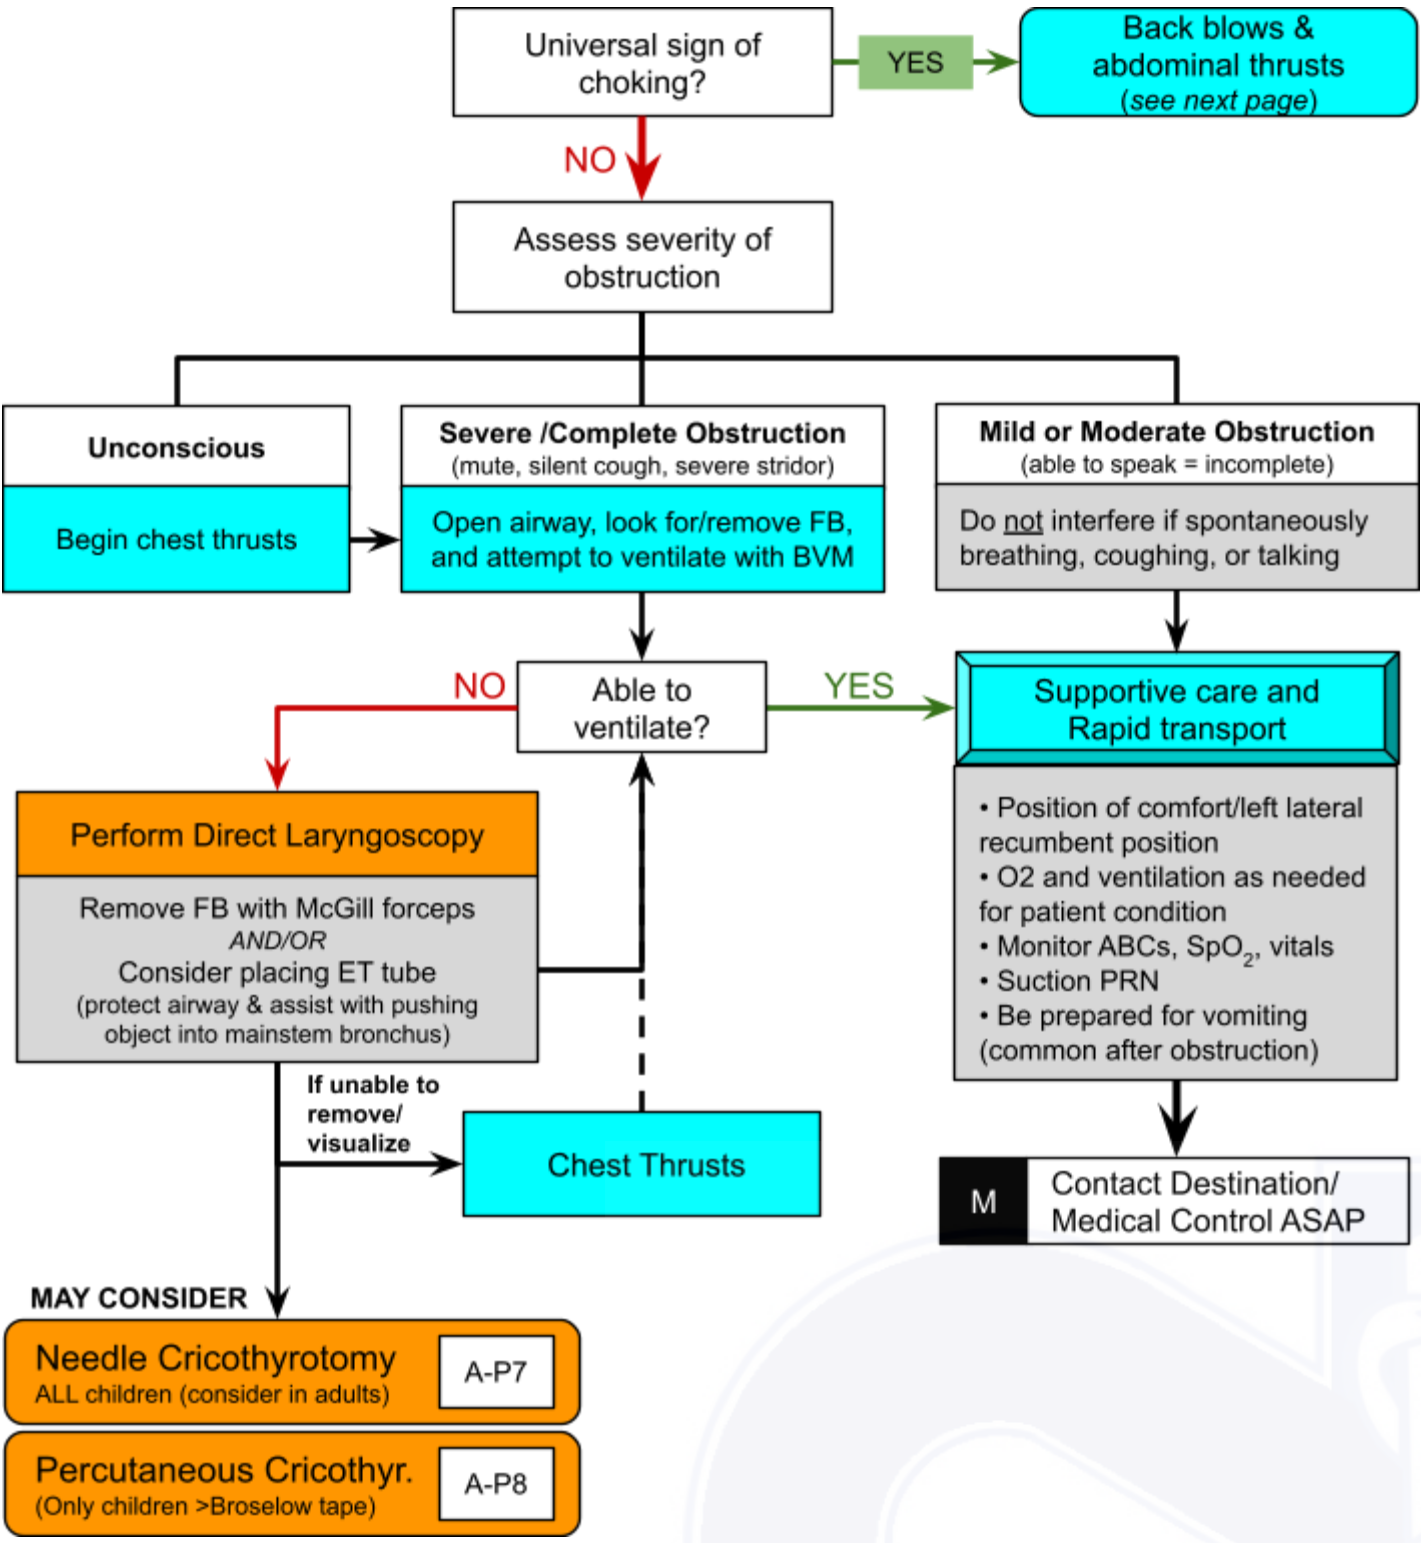 Universal sign of
choking?
YES
Back blows &
abdominal thrusts
(see next page)
NO
Assess severity of
obstruction
Unconscious
Begin chest thrusts
Severe /Complete Obstruction
(mute, silent cough, severe stridor)
Open airway, look for/remove FB,
and attempt to ventilate with BVM
Mild or Moderate Obstruction
(able to speak = incomplete)
Do not interfere if spontaneously
breathing, coughing, or talking
NO
Able to
ventilate?
YES
Supportive care and
Rapid transport
• Position of comfort/left lateral
recumbent position
• O2 and ventilation as needed
for patient condition
• Monitor ABCs, SpO2, vitals
• Suction PRN
• Be prepared for vomiting
(common after obstruction)
Perform Direct Laryngoscopy
Remove FB with McGill forceps
AND/OR
Consider placing ET tube
(protect airway & assist with pushing
object into mainstem bronchus)
If unable to
remove/
visualize
Chest Thrusts
M
Contact Destination/
Medical Control ASAP
MAY CONSIDER
Needle Cricothyrotomy
ALL children (consider in adults)
A-P7
Percutaneous Cricothyr.
(Only children >Broselow tape)
A-P8